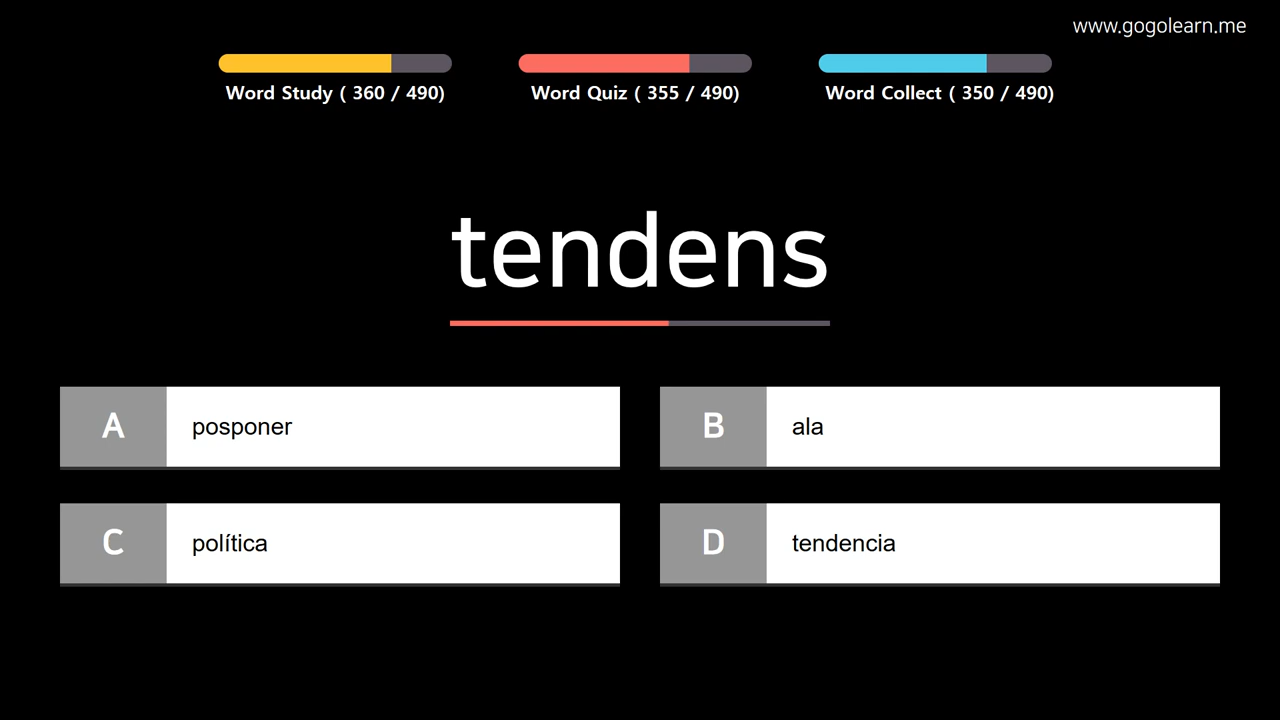 www.gogolearn.me
Word Study ( 360 / 490)
Word Quiz ( 355 / 490)
Word Collect ( 350 / 490)
tendens
A posponer
B ala
C política
D tendencia